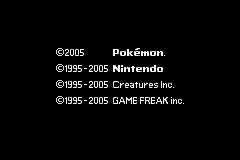 ©2005 Pokémon.
©1995-2005 Nintendo
©1995-2005 Creatures Inc.
©1995-2005 GAME FREAK inc.